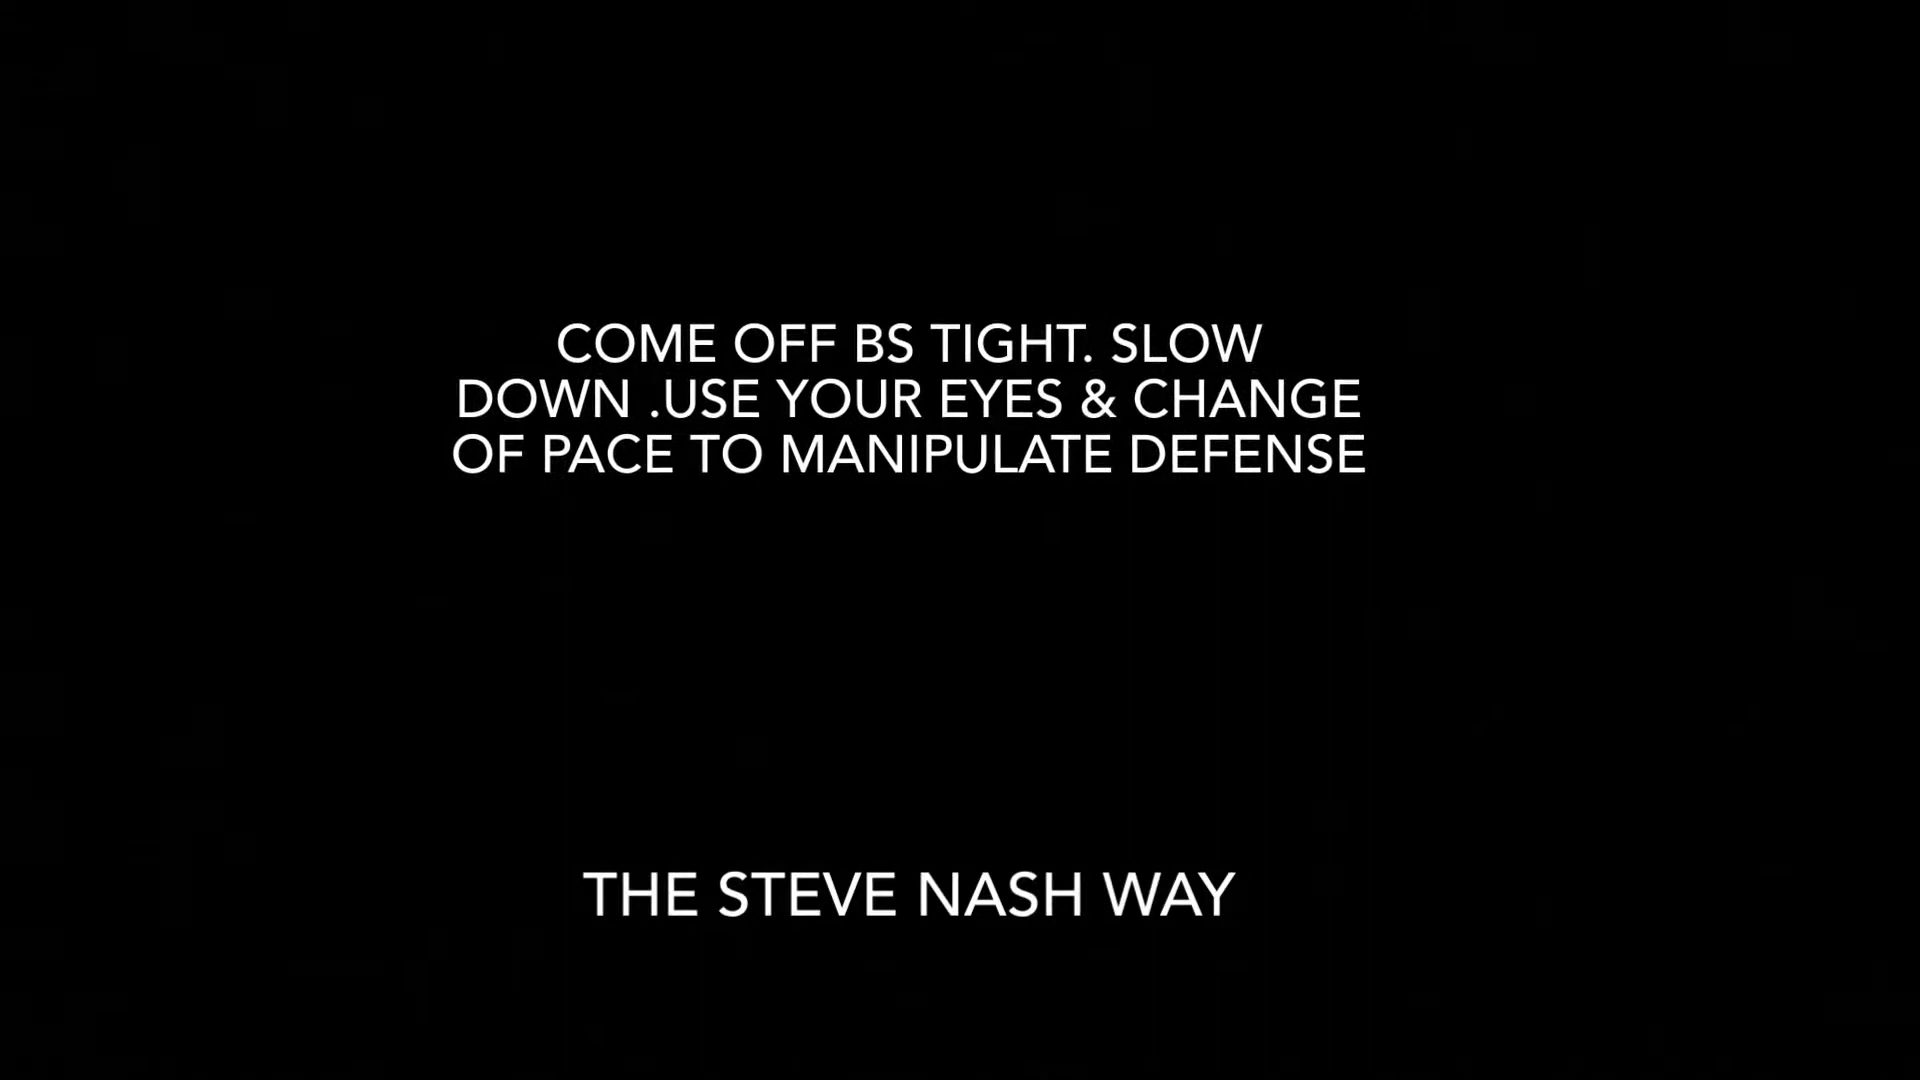 COME OFF BS TIGHT. SLOW
DOWN .USE YOUR EYES & CHANGE
OF PACE TO MANIPULATE DEFENSE
THE STEVE NASH WAY